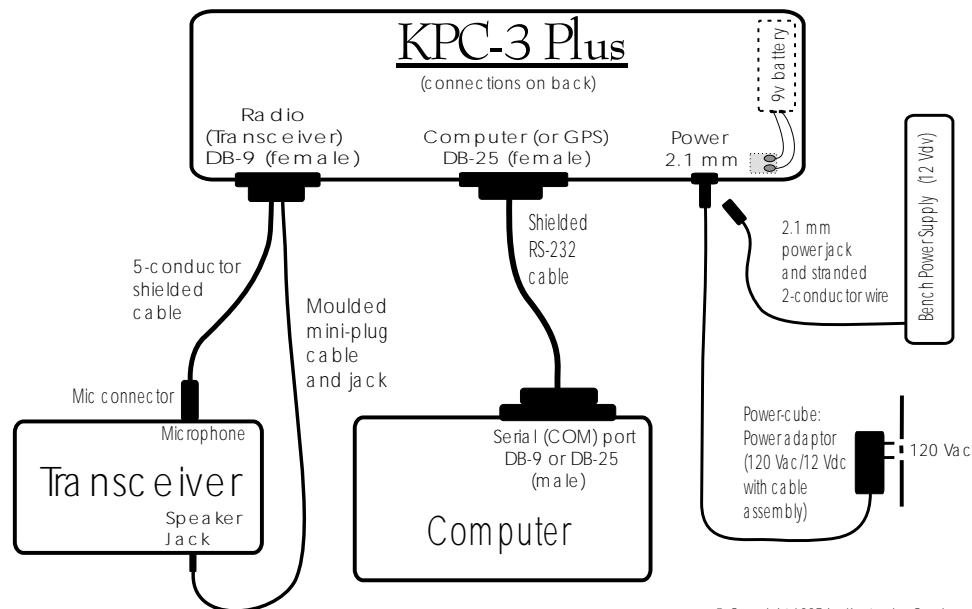 KPC-3 Plus
(connections on back)
9v battery
Radio
(Transceiver)
DB-9 (female)
Computer (or GPS)
DB-25 (female)
Power
2.1 mm
Bench Power Supply (12 Vdv)
5-conductor
shielded
cable
Moulded
mini-plug
cable
and jack
Shielded
RS-232
cable
2.1 mm
power jack
and stranded
2-conductor wire
Mic connector
Microphone
Transceiver
Speaker
Jack
Serial (COM) port
DB-9 or DB-25
(male)
Computer
Power-cube:
Power adaptor
(120 Vac/12 Vdc
with cable
assembly)
120 Vac